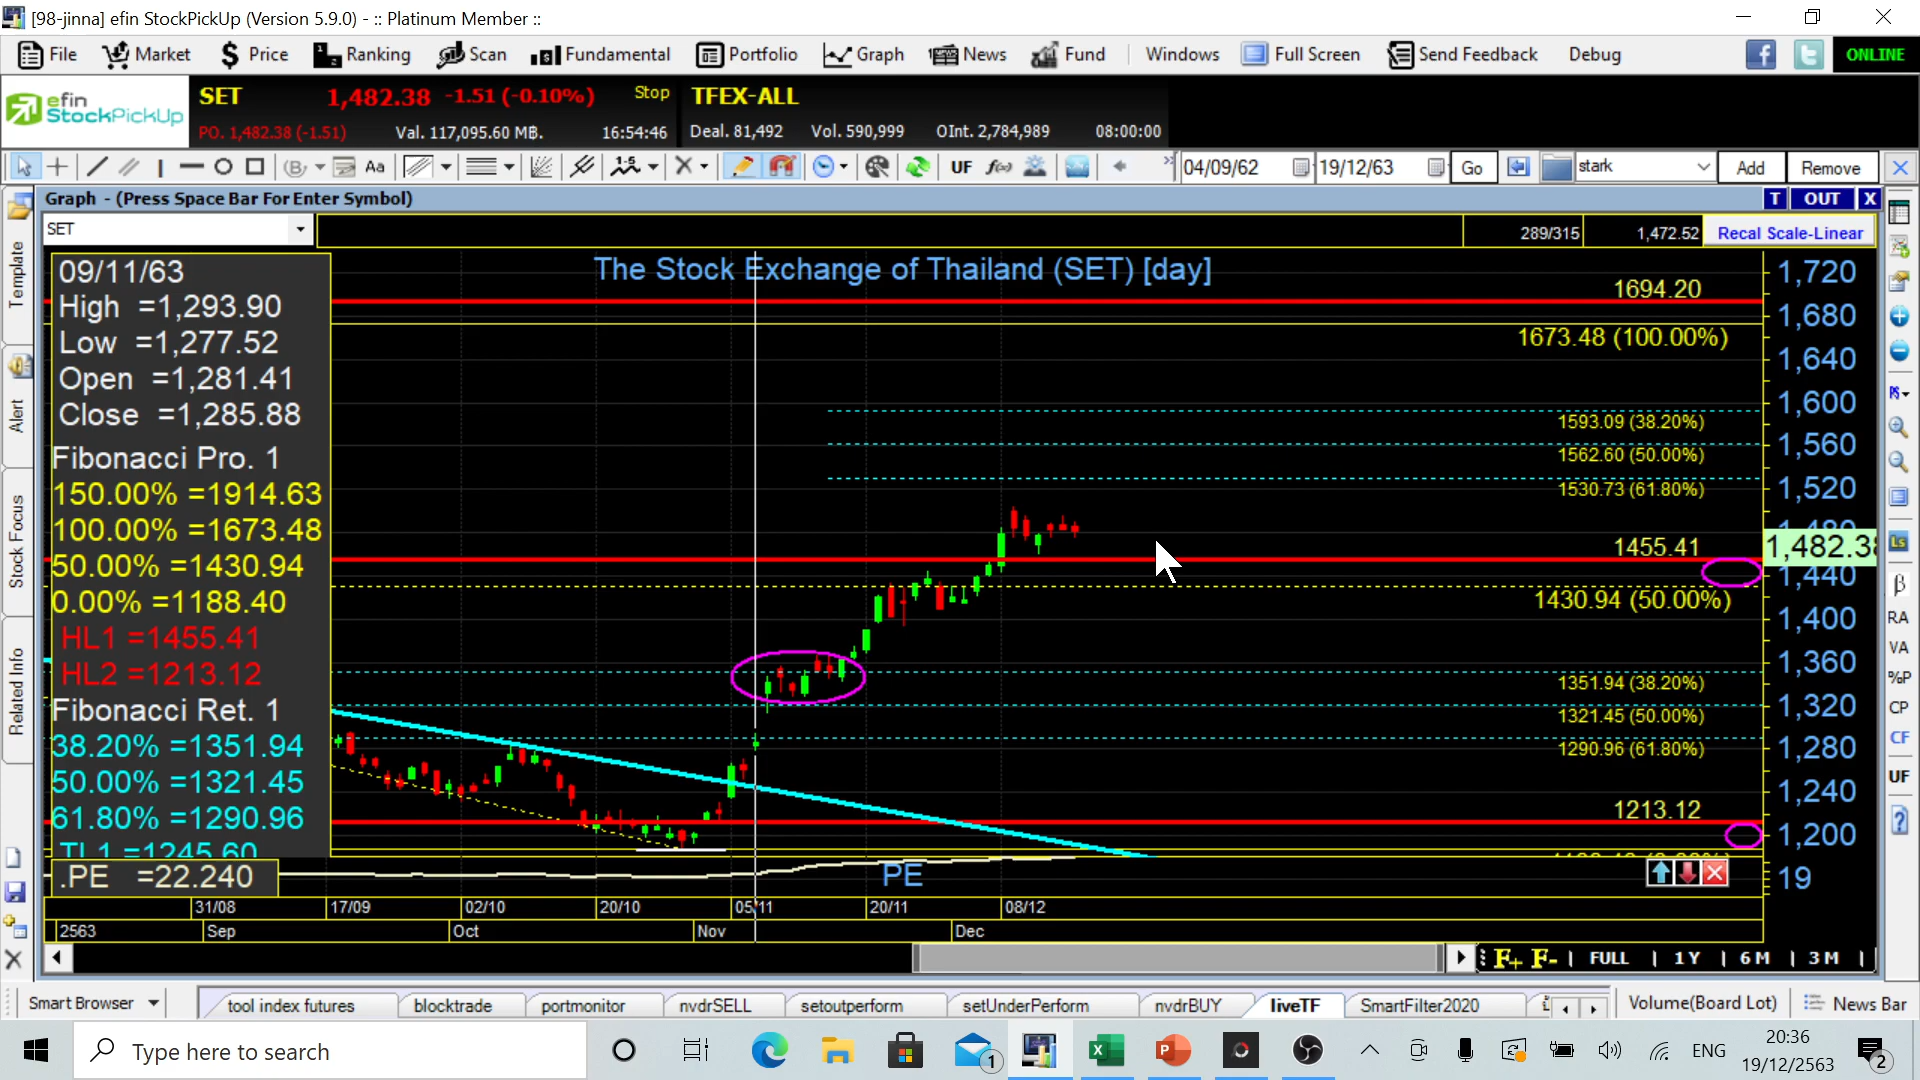 [98-jinna] efin StockPickUp (Version 5.9.0) - :: Platinum Member ::
File Market Price Ranking Scan Fundamental Portfolio Graph News Fund Windows Full Screen Send Feedback Debug ONLINE
efin StockPickUp
SET 1,482.38 -1.51 (-0.10%) Stop TFEX-ALL
PO. 1,482.38 (-1.51) Val. 117,095.60 MB. 16:54:46 Deal. 81,492 Vol. 590,999 OInt. 2,784,989 08:00:00
(B) Aa 1-5 UF f(x) 04/09/62 19/12/63 Go stark Add Remove
Graph - (Press Space Bar For Enter Symbol) T OUT X
SET 289/315 1,472.52 Recal Scale-Linear
Template
Alert
Stock Focus
Related Info
09/11/63
High =1,293.90
Low =1,277.52
Open =1,281.41
Close =1,285.88
Fibonacci Pro. 1
150.00% =1914.63
100.00% =1673.48
50.00% =1430.94
0.00% =1188.40
HL1 =1455.41
HL2 =1213.12
Fibonacci Ret. 1
38.20% =1351.94
50.00% =1321.45
61.80% =1290.96
TL1 =1245.60
.PE =22.240
The Stock Exchange of Thailand (SET) [day]
1694.20
1673.48 (100.00%)
1593.09 (38.20%)
1562.60 (50.00%)
1530.73 (61.80%)
1455.41
1430.94 (50.00%)
1351.94 (38.20%)
1321.45 (50.00%)
1290.96 (61.80%)
1213.12
PE
1,720
1,680
1,640
1,600
1,560
1,520
1,480
1,482.38
1,440
1,400
1,360
1,320
1,280
1,240
1,200
19
Ls
β
RA
VA
%P
CP
CF
UF
?
31/08 17/09 02/10 20/10 05/11 20/11 08/12
2563 Sep Oct Nov Dec
F+ F- | FULL | 1 Y | 6 M | 3 M |
Smart Browser tool index futures blocktrade portmonitor nvdrSELL setoutperform setUnderPerform nvdrBUY liveTF SmartFilter2020 Volume(Board Lot) News Bar
Type here to search 1 ENG 20:36
19/12/2563 2